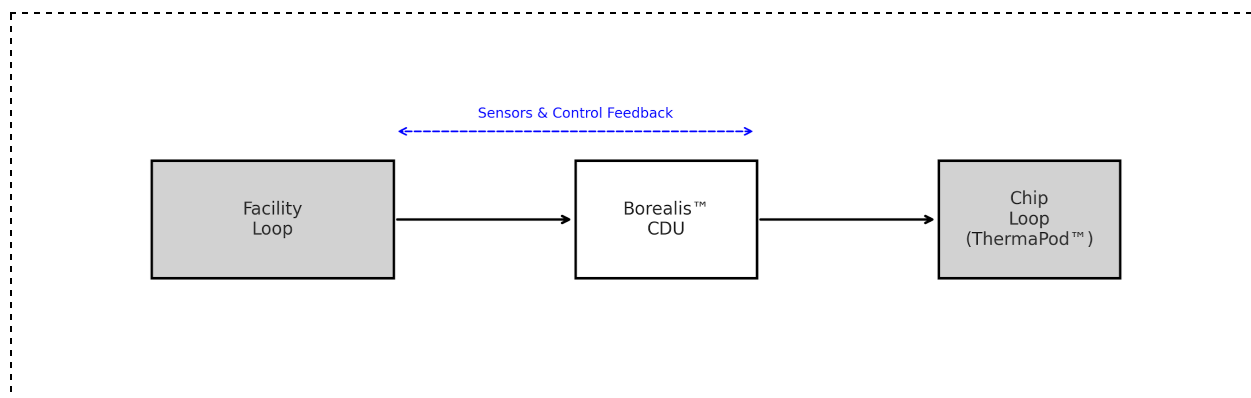 Sensors & Control Feedback
Facility
Loop
Borealis™
CDU
Chip
Loop
(ThermaPod™)